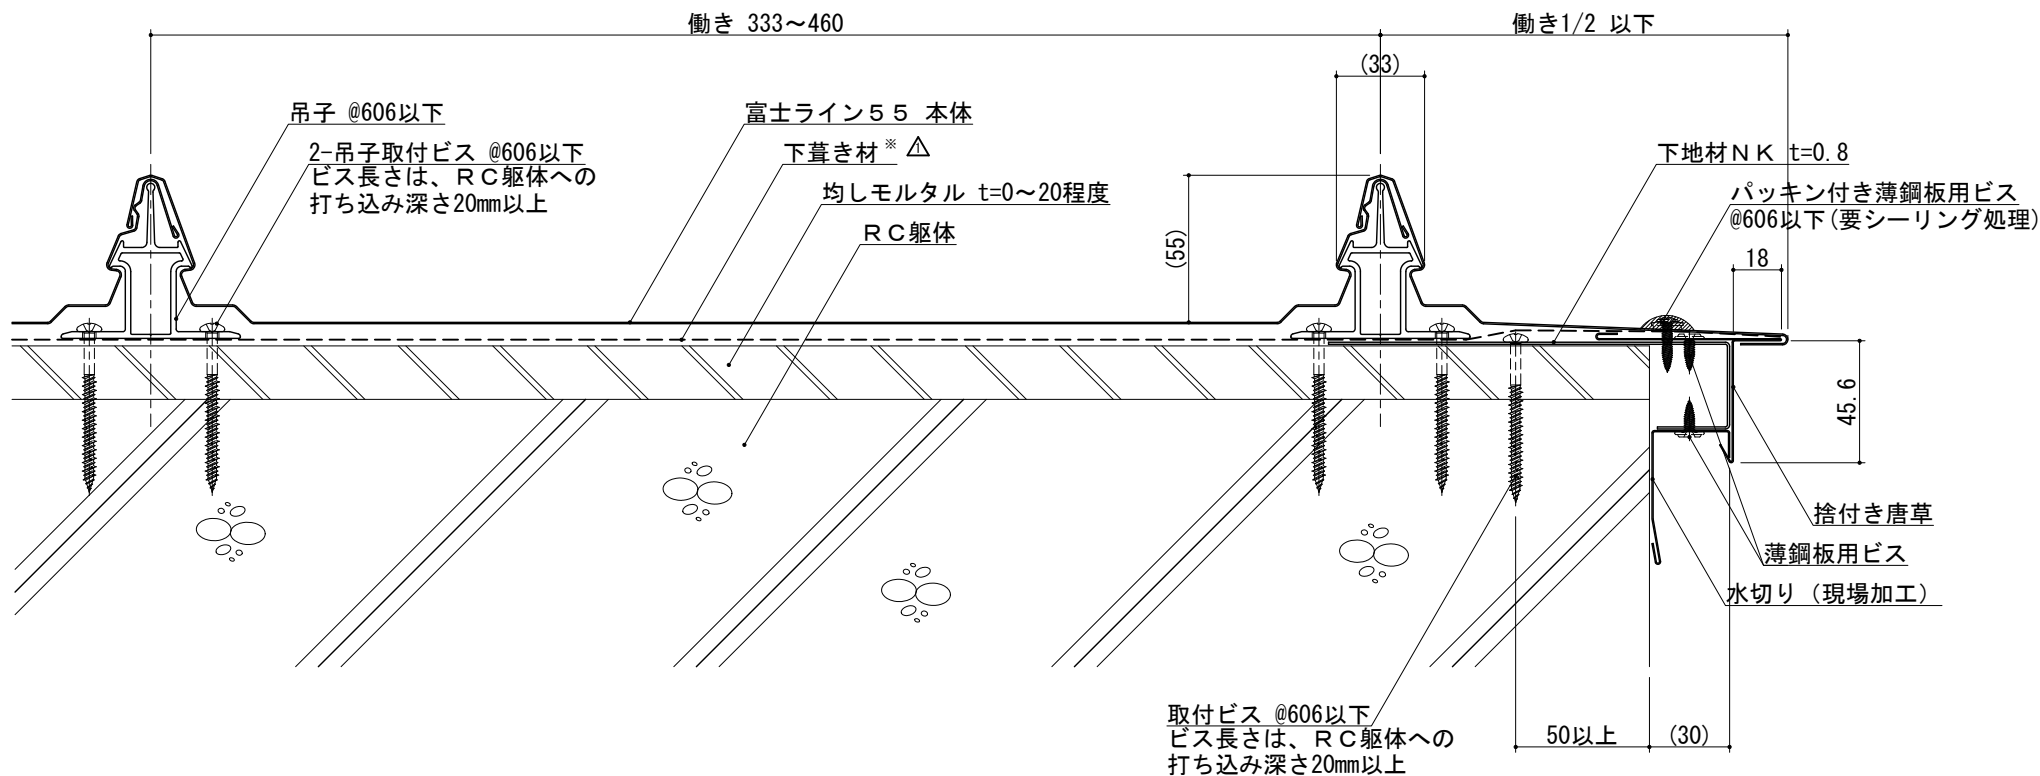 働き 333～460
働き1/2 以下
(33)
吊子 @606以下
富士ライン５５ 本体
2-吊子取付ビス @606以下
ビス長さは、ＲＣ躯体への
打ち込み深さ20mm以上
下葺き材※ 1
下地材ＮＫ t=0.8
均しモルタル t=0～20程度
パッキン付き薄鋼板用ビス
@606以下(要シーリング処理)
ＲＣ躯体
(55)
18
45.6
捨付き唐草
薄鋼板用ビス
水切り（現場加工）
取付ビス @606以下
ビス長さは、ＲＣ躯体への
打ち込み深さ20mm以上
50以上
(30)